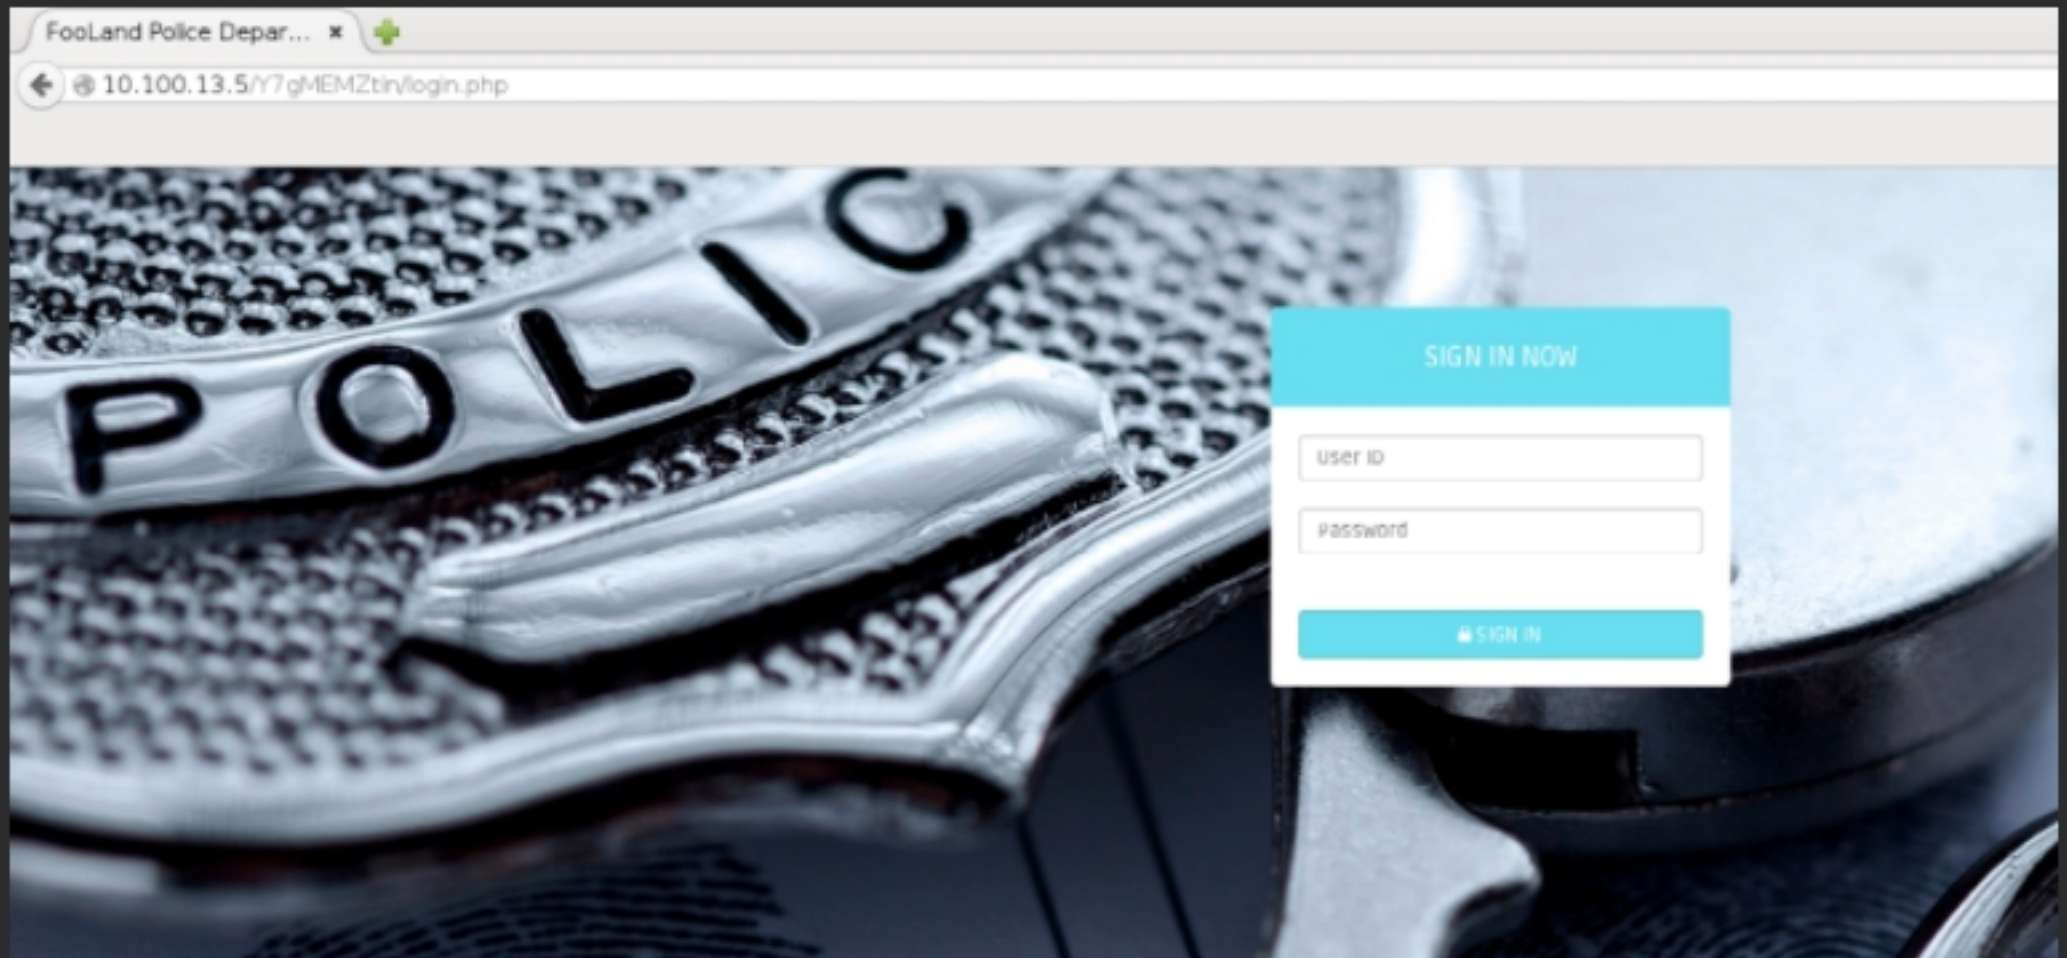 FooLand Police Depar...
10.100.13.5/Y7gMEMZtin/login.php
POLIC
SIGN IN NOW
User ID
Password
SIGN IN